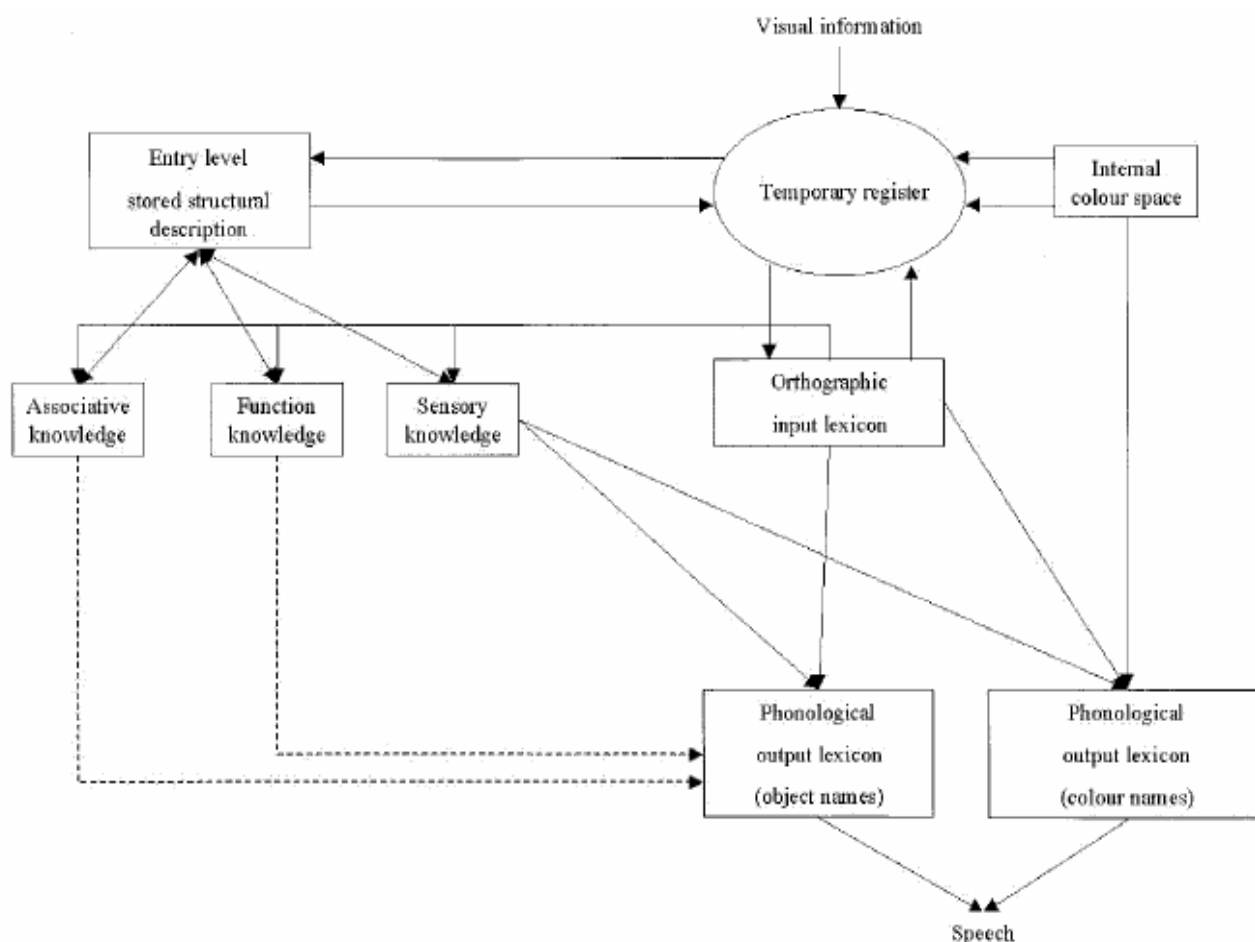 Visual information
Entry level
stored structural
description
Temporary register
Internal
colour space
Associative
knowledge
Function
knowledge
Sensory
knowledge
Orthographic
input lexicon
Phonological
output lexicon
(object names)
Phonological
output lexicon
(colour names)
Speech